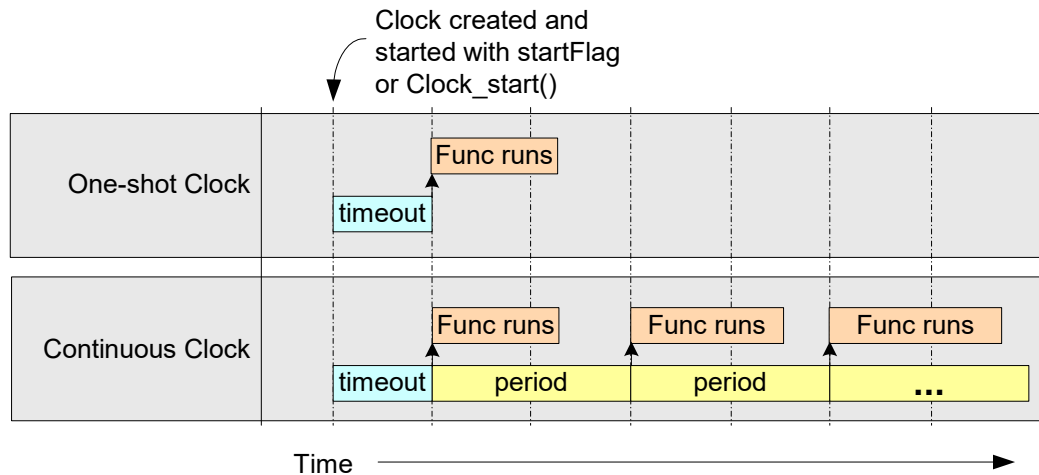 Clock created and
started with startFlag
or Clock_start()
Func runs
One-shot Clock
timeout
Func runs
Func runs
Func runs
Continuous Clock
timeout
period
period
...
Time